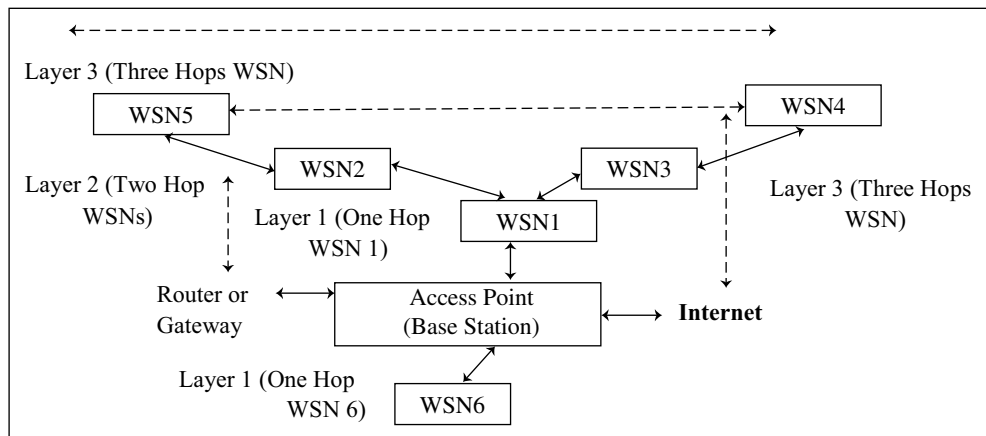 Layer 3 (Three Hops WSN)
WSN5
WSN4
WSN2
WSN3
Layer 2 (Two Hop
WSNs)
Layer 1 (One Hop
WSN 1)
WSN1
Layer 3 (Three Hops
WSN)
Router or
Gateway
Access Point
(Base Station)
Internet
Layer 1 (One Hop
WSN 6)
WSN6